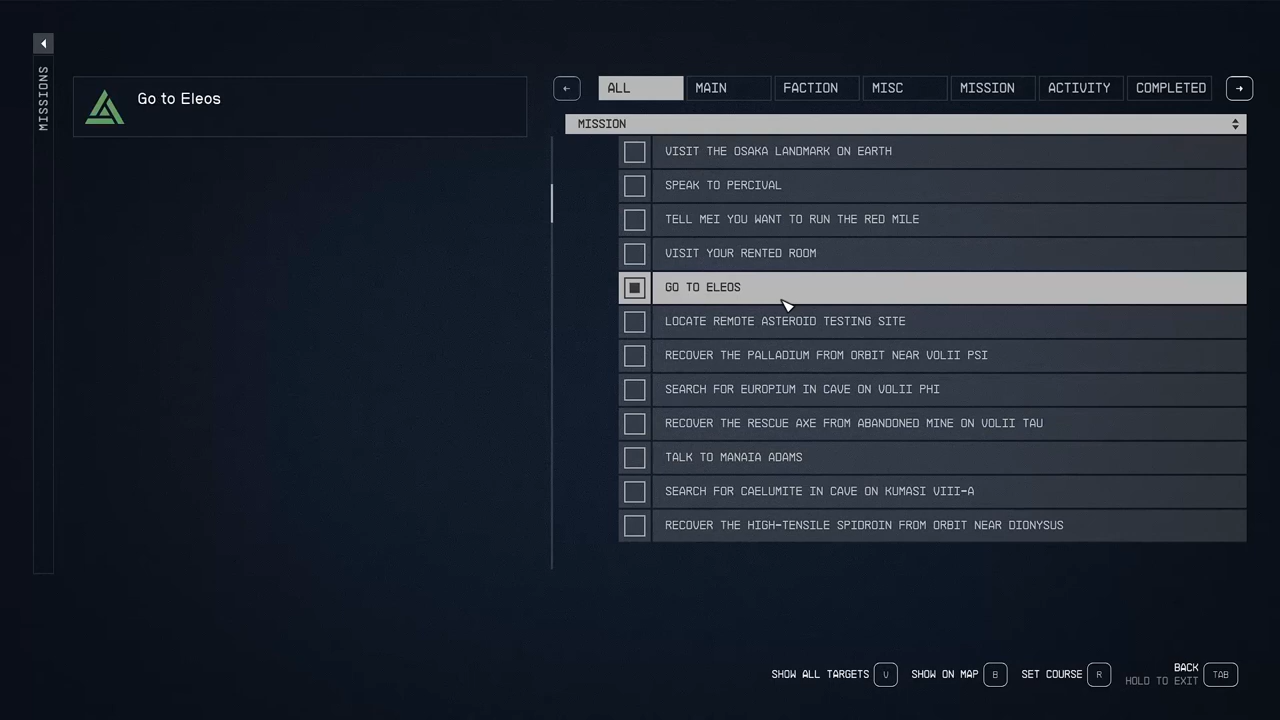 MISSIONS
Go to Eleos
ALL MAIN FACTION MISC MISSION ACTIVITY COMPLETED
MISSION
VISIT THE OSAKA LANDMARK ON EARTH
SPEAK TO PERCIVAL
TELL MEI YOU WANT TO RUN THE RED MILE
VISIT YOUR RENTED ROOM
GO TO ELEOS
LOCATE REMOTE ASTEROID TESTING SITE
RECOVER THE PALLADIUM FROM ORBIT NEAR VOLII PSI
SEARCH FOR EUROPIUM IN CAVE ON VOLII PHI
RECOVER THE RESCUE AXE FROM ABANDONED MINE ON VOLII TAU
TALK TO MANAIA ADAMS
SEARCH FOR CAELUMITE IN CAVE ON KUMASI VIII-A
RECOVER THE HIGH-TENSILE SPIDROIN FROM ORBIT NEAR DIONYSUS
SHOW ALL TARGETS V SHOW ON MAP B SET COURSE R BACK TAB
HOLD TO EXIT